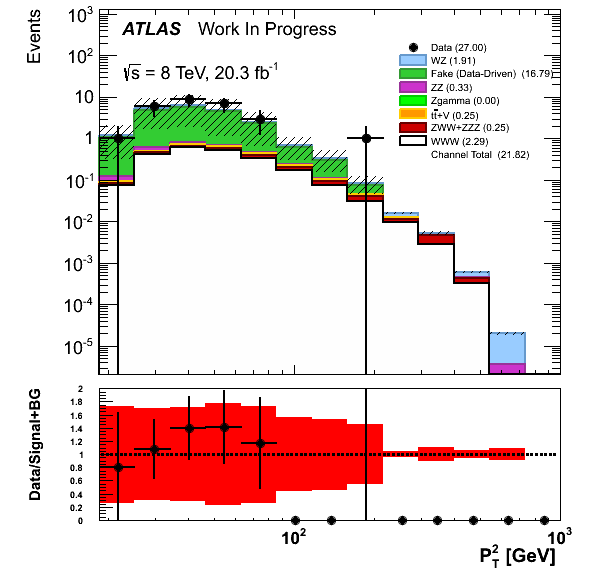 Events
ATLAS Work In Progress
√s = 8 TeV, 20.3 fb⁻¹
Data (27.00)
WZ (1.91)
Fake (Data-Driven) (16.79)
ZZ (0.33)
Zgamma (0.00)
tt̄+V (0.25)
ZWW+ZZZ (0.25)
WWW (2.29)
Channel Total (21.82)
10³
10²
10
1
10⁻¹
10⁻²
10⁻³
10⁻⁴
10⁻⁵
Data/Signal+BG
2
1.8
1.6
1.4
1.2
1
0.8
0.6
0.4
0.2
0
10² 10³
P_T² [GeV]